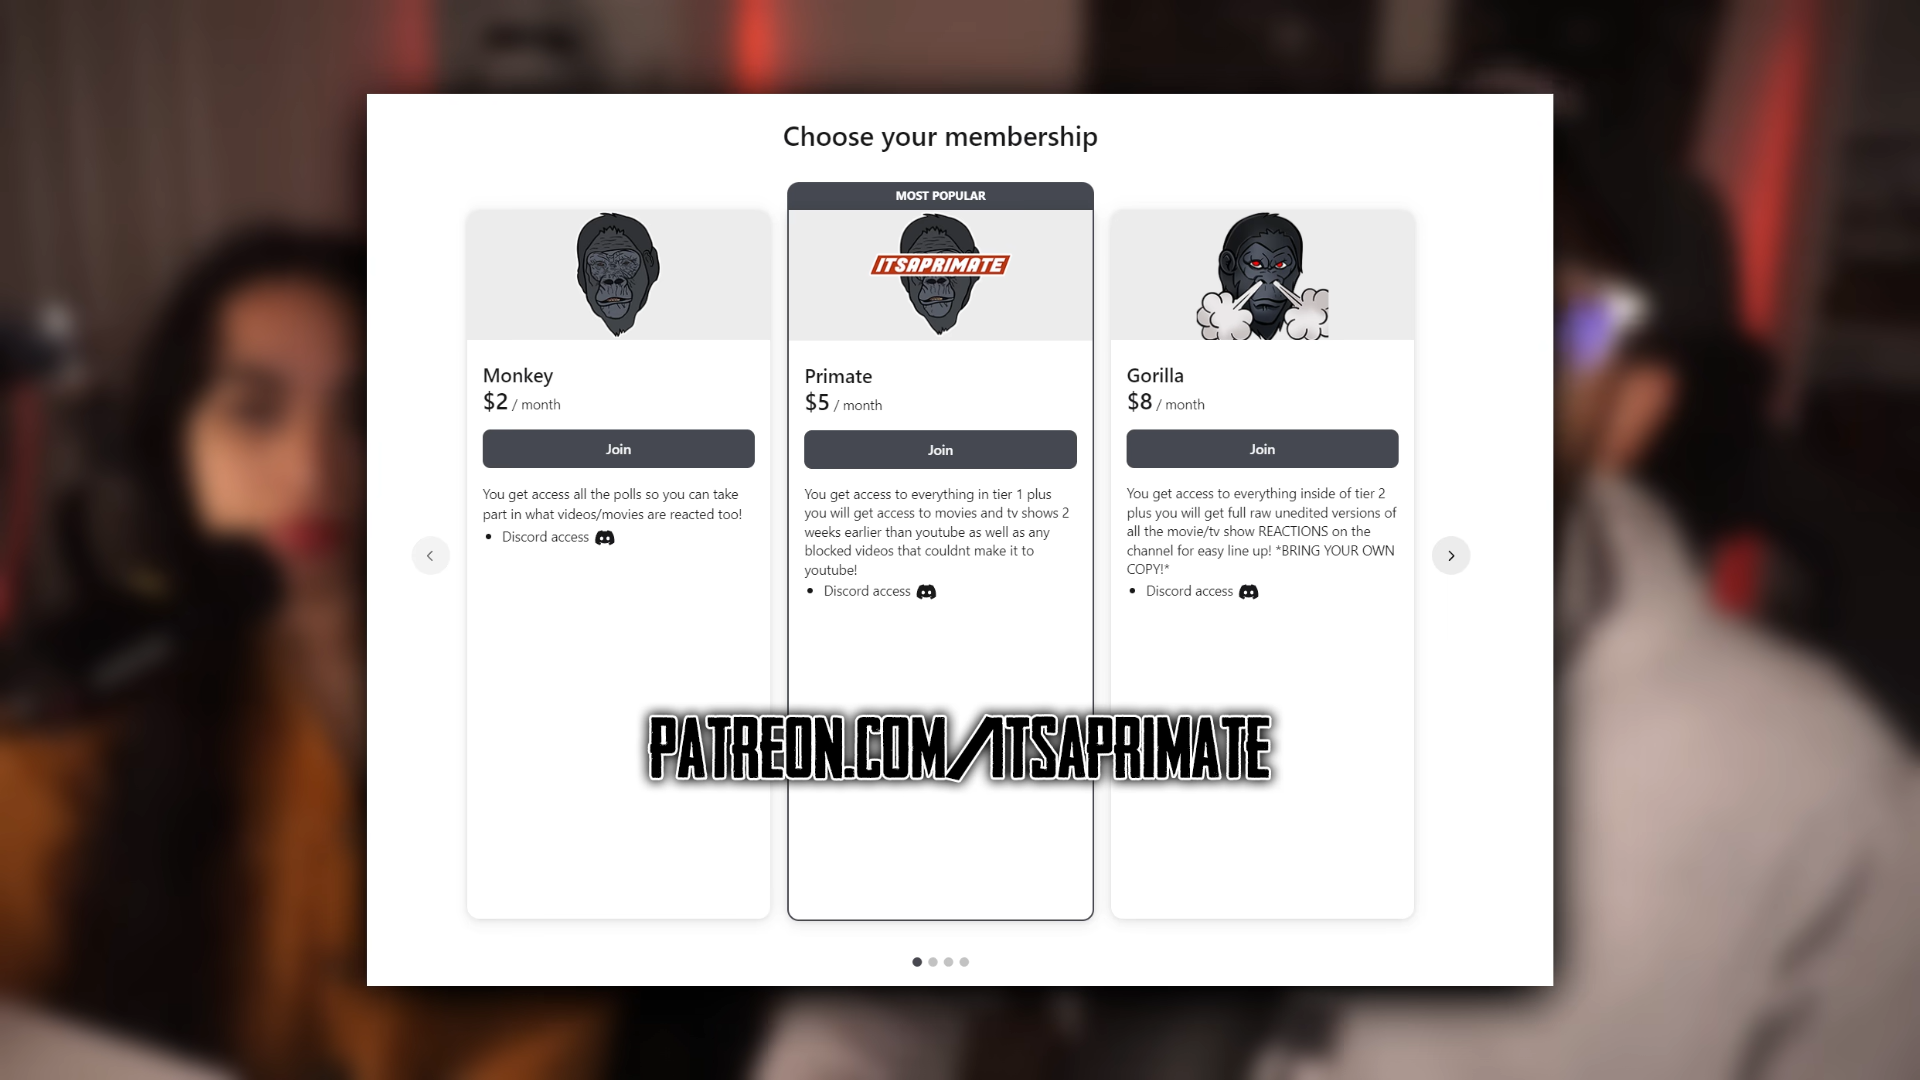 Choose your membership
MOST POPULAR
ITSAPRIMATE
Monkey
$2 / month
Join
You get access all the polls so you can take
part in what videos/movies are reacted too!
• Discord access
Primate
$5 / month
Join
You get access to everything in tier 1 plus
you will get access to movies and tv shows 2
weeks earlier than youtube as well as any
blocked videos that couldnt make it to
youtube!
• Discord access
Gorilla
$8 / month
Join
You get access to everything inside of tier 2
plus you will get full raw unedited versions of
all the movie/tv show REACTIONS on the
channel for easy line up! *BRING YOUR OWN
COPY!*
• Discord access
PATREON.COM/ITSAPRIMATE